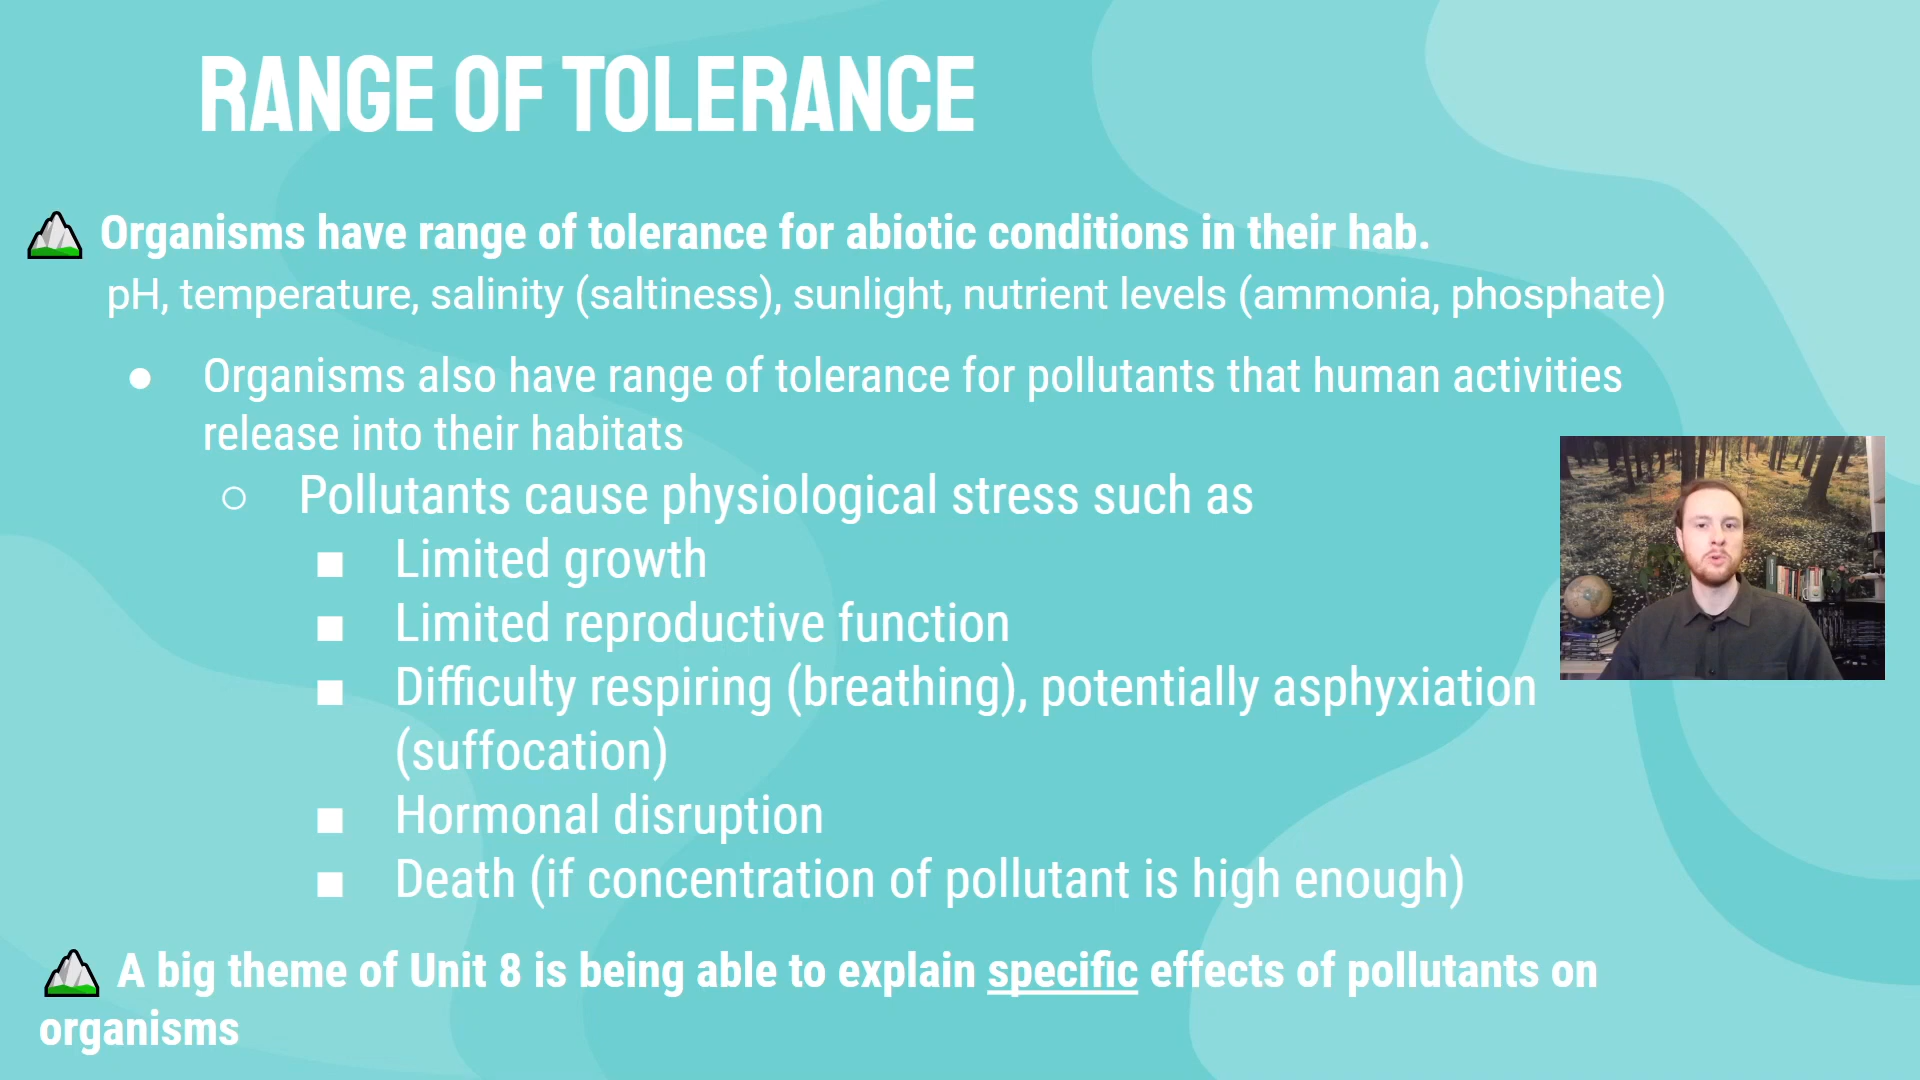 RANGE OF TOLERANCE
Organisms have range of tolerance for abiotic conditions in their hab.
pH, temperature, salinity (saltiness), sunlight, nutrient levels (ammonia, phosphate)
● Organisms also have range of tolerance for pollutants that human activities
release into their habitats
○ Pollutants cause physiological stress such as
■ Limited growth
■ Limited reproductive function
■ Difficulty respiring (breathing), potentially asphyxiation
(suffocation)
■ Hormonal disruption
■ Death (if concentration of pollutant is high enough)
A big theme of Unit 8 is being able to explain specific effects of pollutants on
organisms